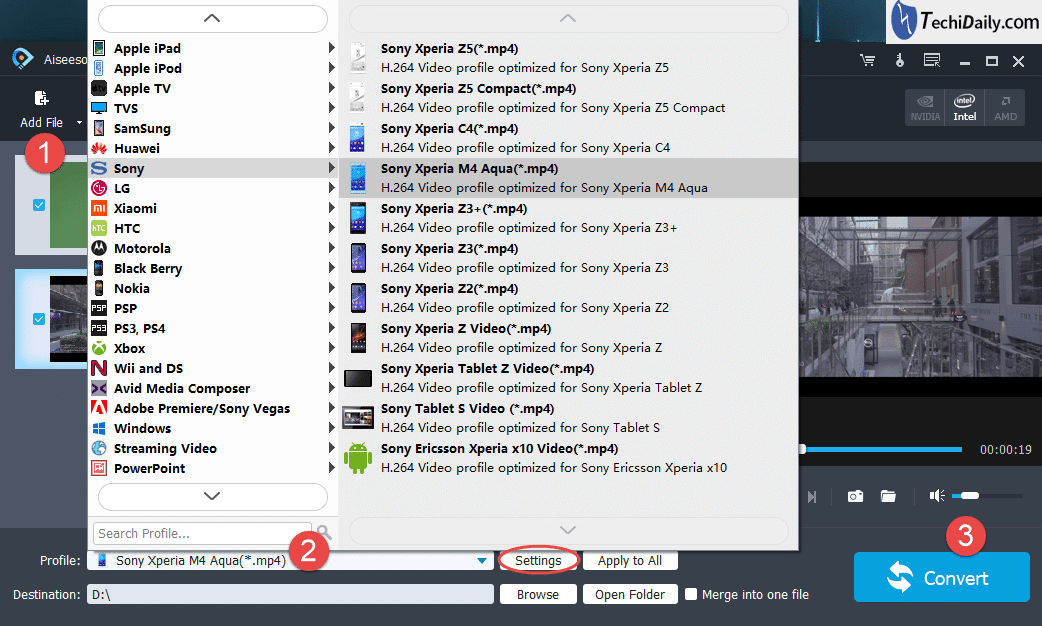 TechiDaily.com
Aiseeso
Add File
1
NVIDIA
intel
Intel
AMD
Apple iPad
Apple iPod
Apple TV
TVS
SamSung
Huawei
Sony
LG
Xiaomi
HTC
Motorola
Black Berry
Nokia
PSP
PS3, PS4
Xbox
Wii and DS
Avid Media Composer
Adobe Premiere/Sony Vegas
Windows
Streaming Video
PowerPoint
Search Profile...
Sony Xperia Z5(*.mp4)
H.264 Video profile optimized for Sony Xperia Z5
Sony Xperia Z5 Compact(*.mp4)
H.264 Video profile optimized for Sony Xperia Z5 Compact
Sony Xperia C4(*.mp4)
H.264 Video profile optimized for Sony Xperia C4
Sony Xperia M4 Aqua(*.mp4)
H.264 Video profile optimized for Sony Xperia M4 Aqua
Sony Xperia Z3+(*.mp4)
H.264 Video profile optimized for Sony Xperia Z3+
Sony Xperia Z3(*.mp4)
H.264 Video profile optimized for Sony Xperia Z3
Sony Xperia Z2(*.mp4)
H.264 Video profile optimized for Sony Xperia Z2
Sony Xperia Z Video(*.mp4)
H.264 Video profile optimized for Sony Xperia Z
Sony Xperia Tablet Z Video(*.mp4)
H.264 Video profile optimized for Sony Xperia Tablet Z
Sony Tablet S Video (*.mp4)
H.264 Video profile optimized for Sony Tablet S
Sony Ericsson Xperia x10 Video(*.mp4)
H.264 Video profile optimized for Sony Ericsson Xperia x10
00:00:19
Profile:
Sony Xperia M4 Aqua(*.mp4)
2
Settings
Apply to All
3
Convert
Destination:
D:\
Browse
Open Folder
Merge into one file